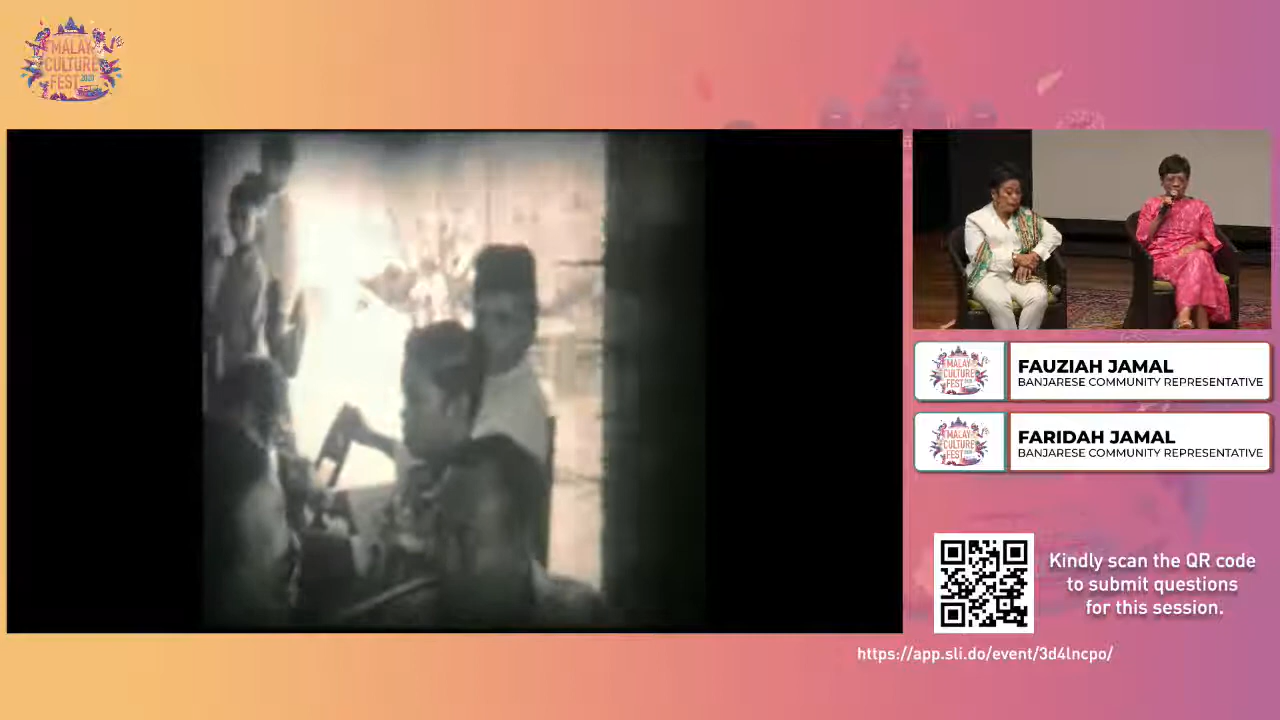 MALAY
CULTURE
FEST 2020
FAUZIAH JAMAL
BANJARESE COMMUNITY REPRESENTATIVE
FARIDAH JAMAL
BANJARESE COMMUNITY REPRESENTATIVE
Kindly scan the QR code
to submit questions
for this session.
https://app.sli.do/event/3d4lncpo/